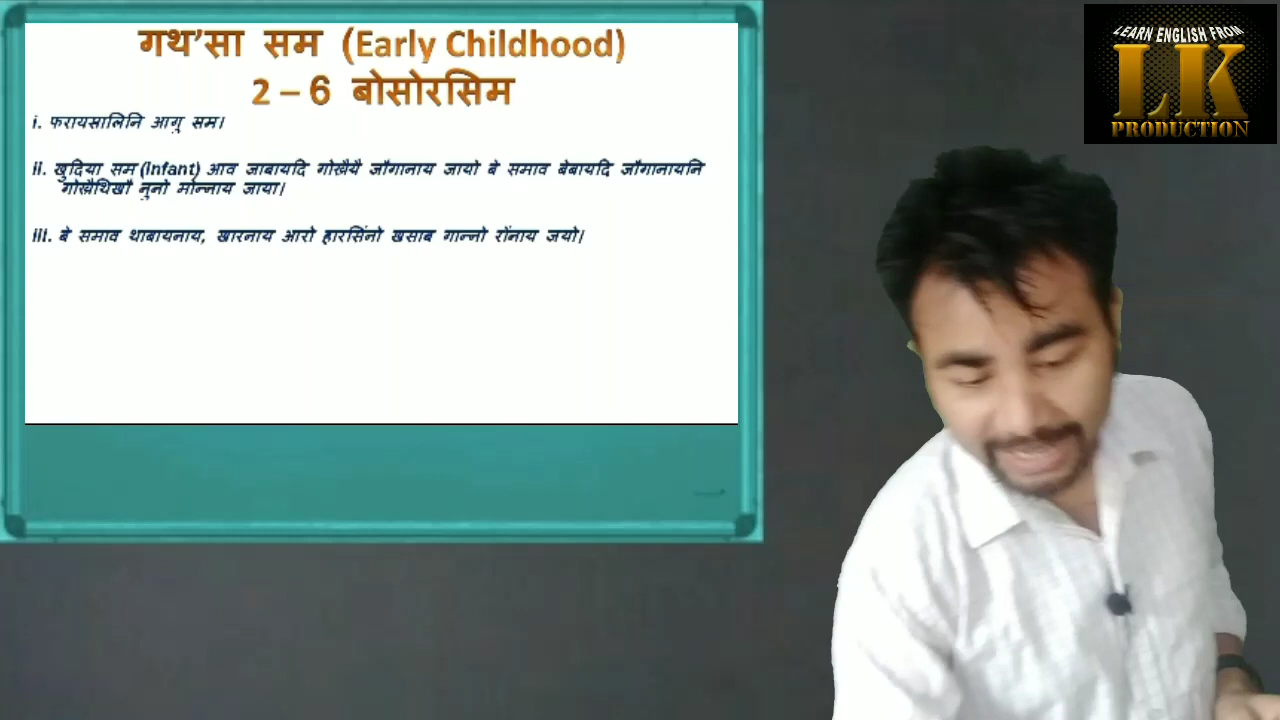 गथ’सा सम (Early Childhood)
2 – 6 बोसोरसिम
i. फरायसालिनि आगु सम।
ii. खुदिया सम (Infant) आव जाबायदि गोख्रैयै जौगानाय जायो बे समाव बेबायदि जौगानायनि
गोख्रैथिखौ नुनो मोन्नाय जाया।
iii. बे समाव थाबायनाय, खारनाय आरो हारसिंनो खसाब गान्नो रोंनाय जयो।
LEARN ENGLISH FROM
LK
PRODUCTION